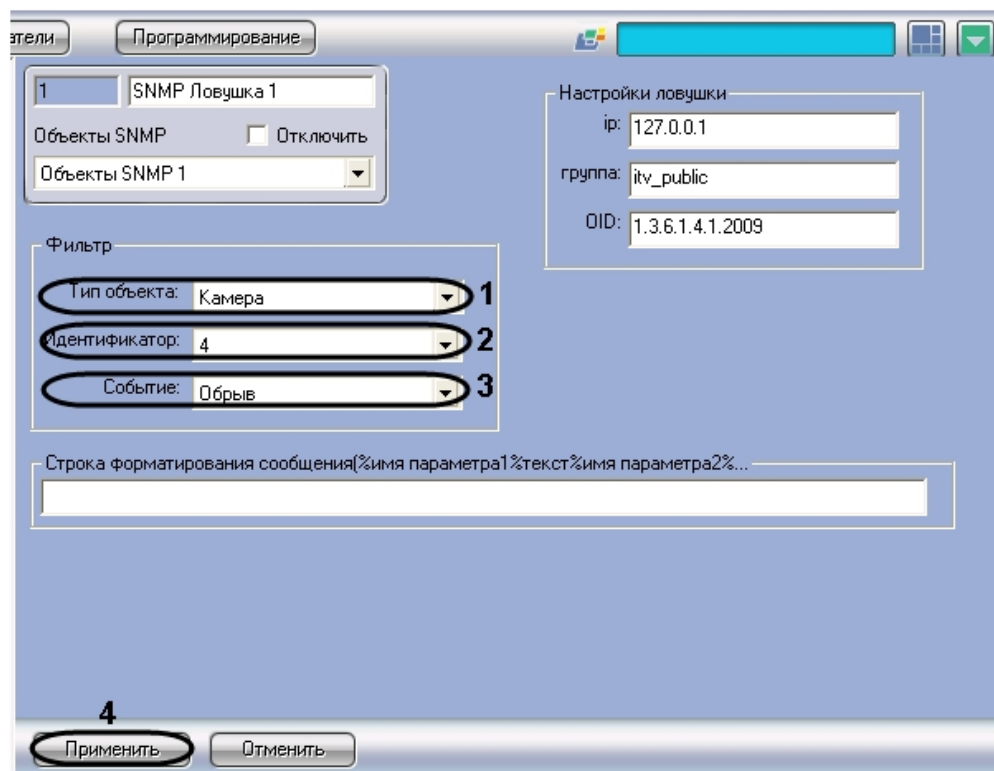 атели
Программирование
1
SNMP Ловушка 1
Объекты SNMP
Отключить
Объекты SNMP 1
Настройки ловушки
ip: 127.0.0.1
группа: itv_public
OID: 1.3.6.1.4.1.2009
Фильтр
Тип объекта: Камера 1
Идентификатор: 4 2
Событие: Обрыв 3
Строка форматирования сообщения(%имя параметра1%текст%имя параметра2%...
4
Применить
Отменить